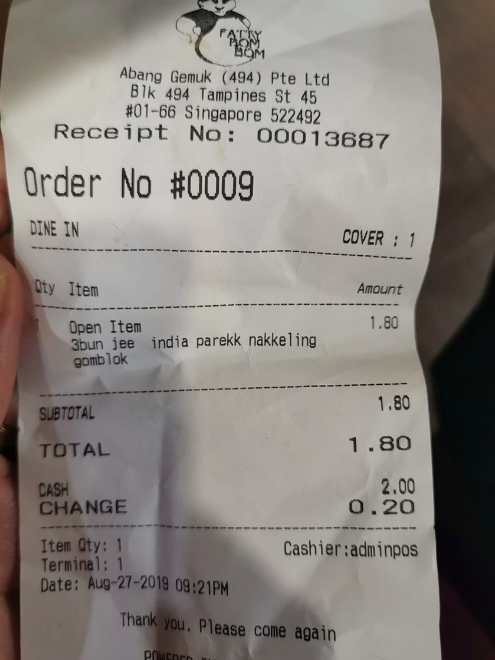 FATTY
BOM
BOM
Abang Gemuk (494) Pte Ltd
Blk 494 Tampines St 45
#01-66 Singapore 522492
Receipt No: 00013687
Order No #0009
DINE IN COVER : 1
Qty Item Amount
1 Open Item 1.80
3bun jee india parekk nakkeling
gomblok
SUBTOTAL 1.80
TOTAL 1.80
CASH 2.00
CHANGE 0.20
Item Qty: 1 Cashier:adminpos
Terminal: 1
Date: Aug-27-2019 09:21PM
Thank you, Please come again
POWERED